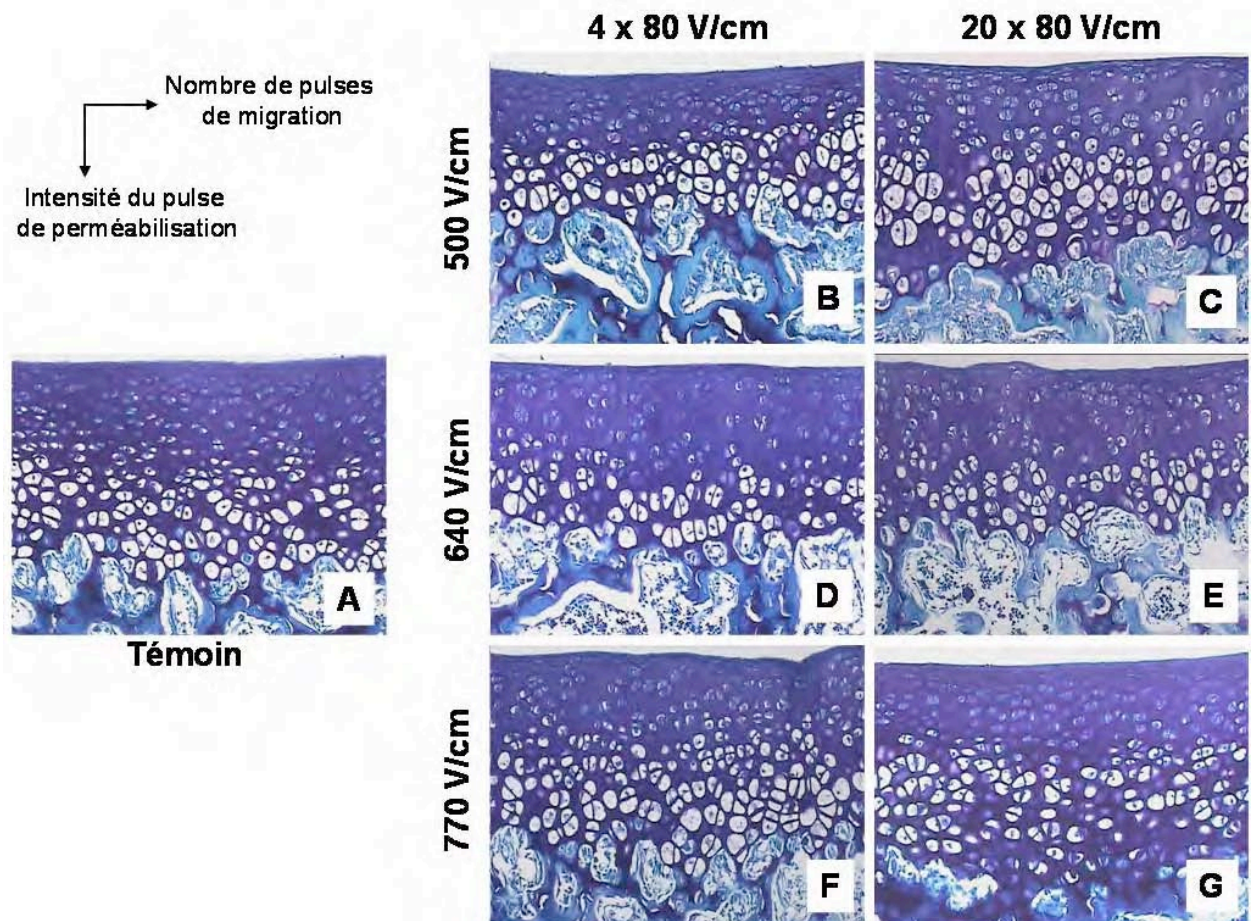 4 x 80 V/cm
20 x 80 V/cm
Nombre de pulses
de migration
Intensité du pulse
de perméabilisation
500 V/cm
B
C
640 V/cm
A
D
E
Témoin
770 V/cm
F
G